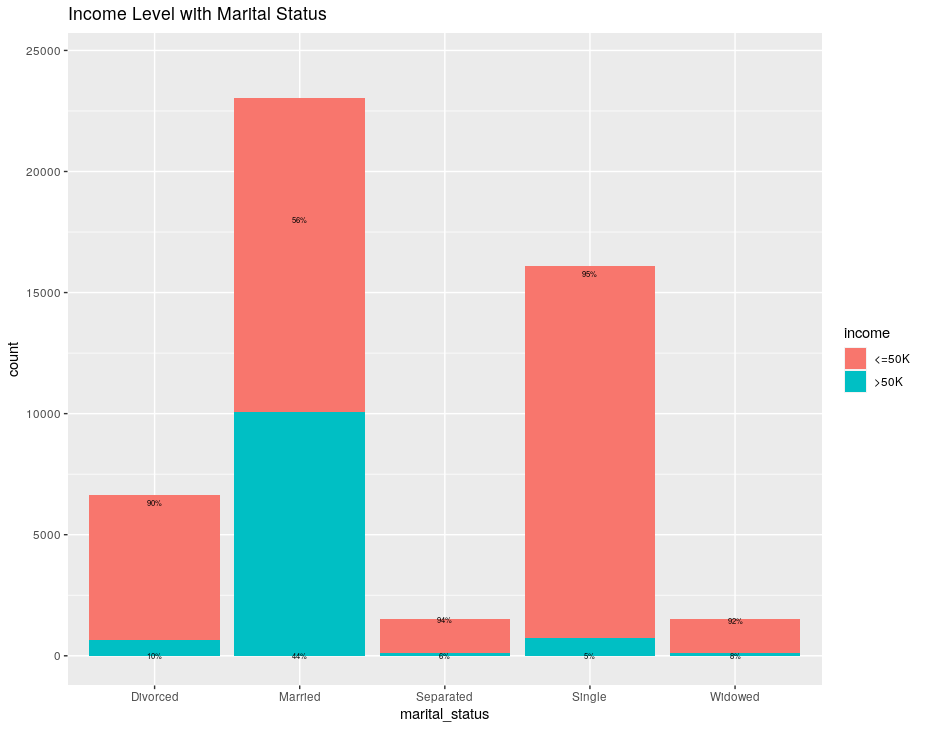 Income Level with Marital Status
25000
20000
15000
10000
5000
0
count
56%
95%
90%
94%
92%
10%
44%
6%
5%
8%
Divorced
Married
Separated
Single
Widowed
marital_status
income
<=50K
>50K